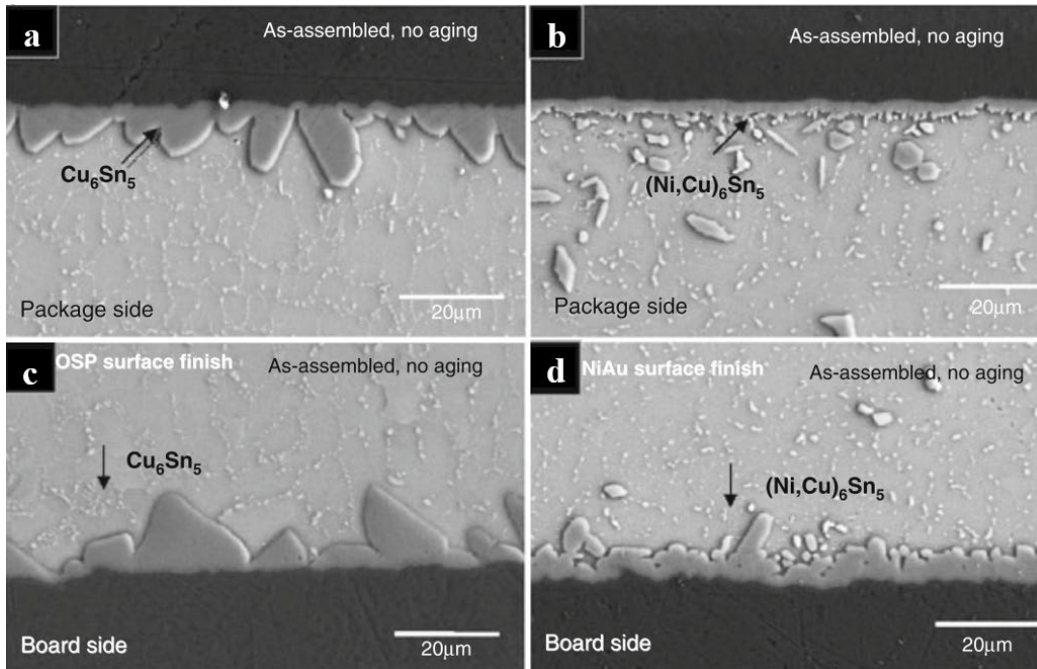 a
As-assembled, no aging
Cu₆Sn₅
Package side
20μm
b
As-assembled, no aging
(Ni,Cu)₆Sn₅
Package side
20μm
c
OSP surface finish
As-assembled, no aging
Cu₆Sn₅
Board side
20μm
d
NiAu surface finish
As-assembled, no aging
(Ni,Cu)₆Sn₅
Board side
20μm